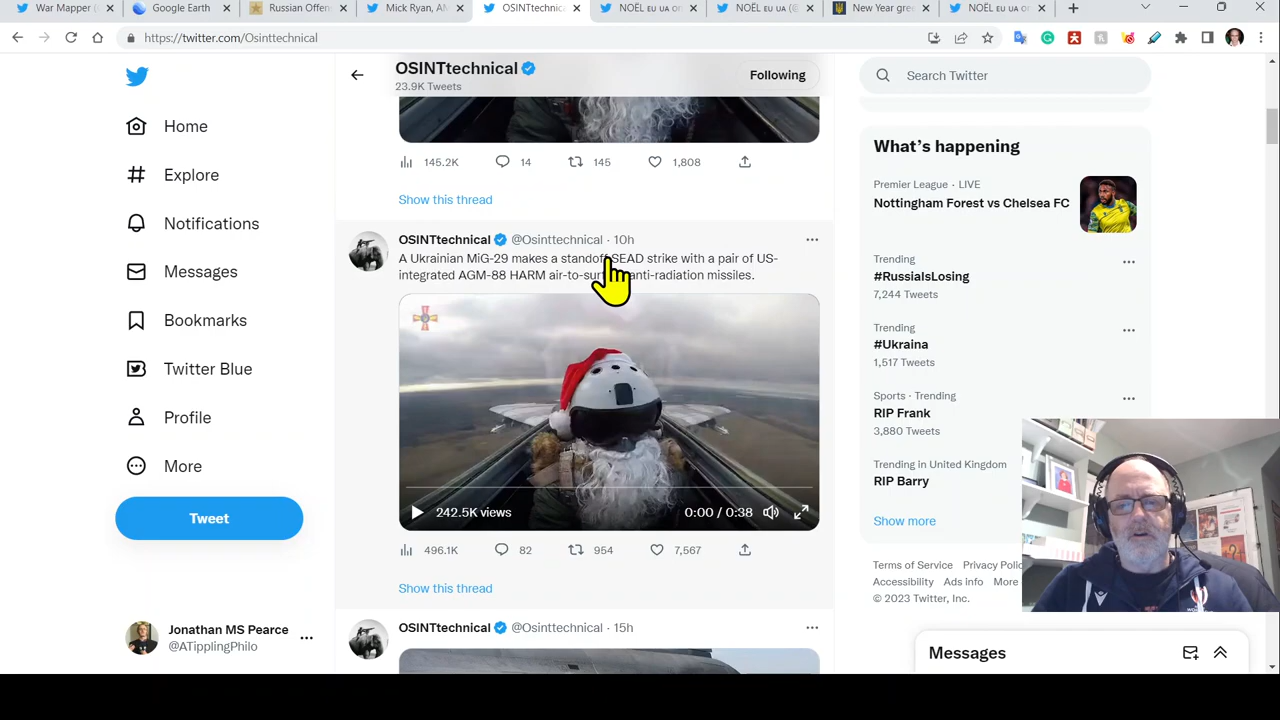 War Mapper (
Google Earth
Russian Offen
Mick Ryan, AM
OSINTtechnic
NOËL EU UA on
NOËL EU UA (@
New Year gre
NOËL EU UA on
https://twitter.com/Osinttechnical
OSINTtechnical
23.9K Tweets
Following
Search Twitter
Home
Explore
Notifications
Messages
Bookmarks
Twitter Blue
Profile
More
Tweet
Jonathan MS Pearce
@ATipplingPhilo
145.2K 14 145 1,808
Show this thread
OSINTtechnical @Osinttechnical · 10h
A Ukrainian MiG-29 makes a standoff SEAD strike with a pair of US-
integrated AGM-88 HARM air-to-surf anti-radiation missiles.
242.5K views 0:00 / 0:38
496.1K 82 954 7,567
Show this thread
OSINTtechnical @Osinttechnical · 15h
What's happening
Premier League · LIVE
Nottingham Forest vs Chelsea FC
Trending
#RussiaIsLosing
7,244 Tweets
Trending
#Ukraina
1,517 Tweets
Sports · Trending
RIP Frank
3,880 Tweets
Trending in United Kingdom
RIP Barry
Show more
Terms of Service Privacy Polic
Accessibility Ads info More
© 2023 Twitter, Inc.
Messages